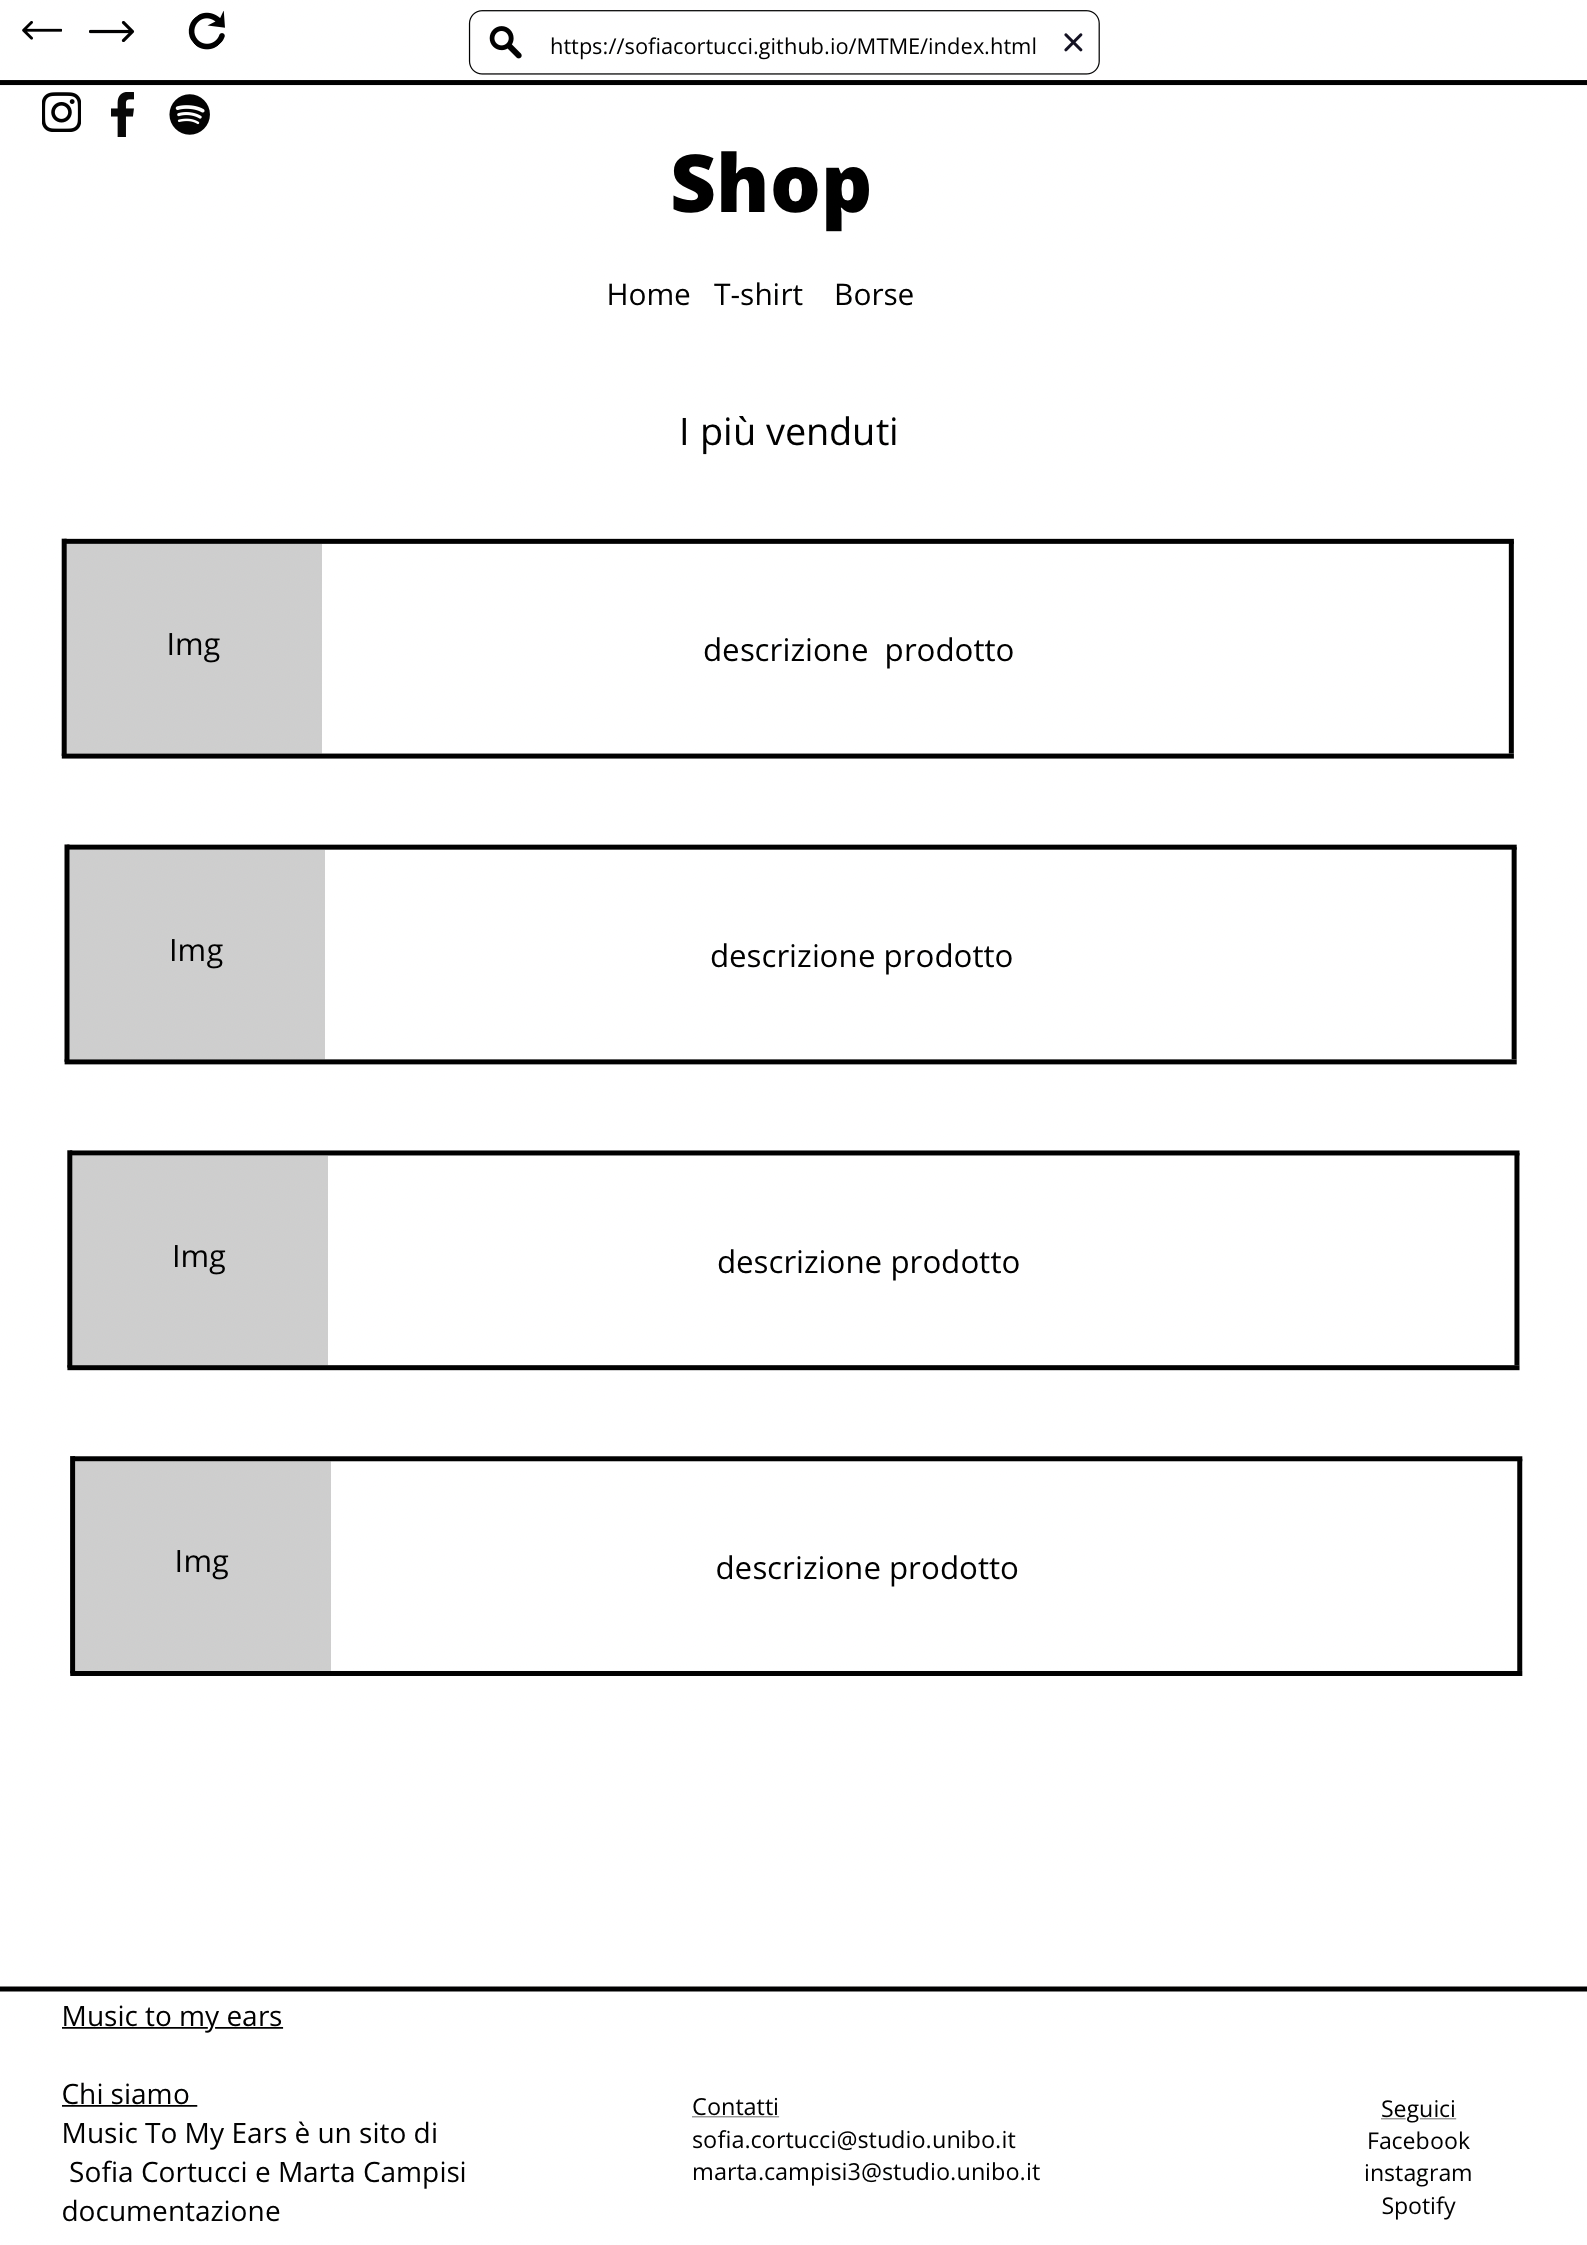 https://sofiacortucci.github.io/MTME/index.html
Shop
Home T-shirt Borse
I più venduti
Img
descrizione prodotto
Img
descrizione prodotto
Img
descrizione prodotto
Img
descrizione prodotto
Music to my ears
Chi siamo
Music To My Ears è un sito di
Sofia Cortucci e Marta Campisi
documentazione
Contatti
sofia.cortucci@studio.unibo.it
marta.campisi3@studio.unibo.it
Seguici
Facebook
instagram
Spotify